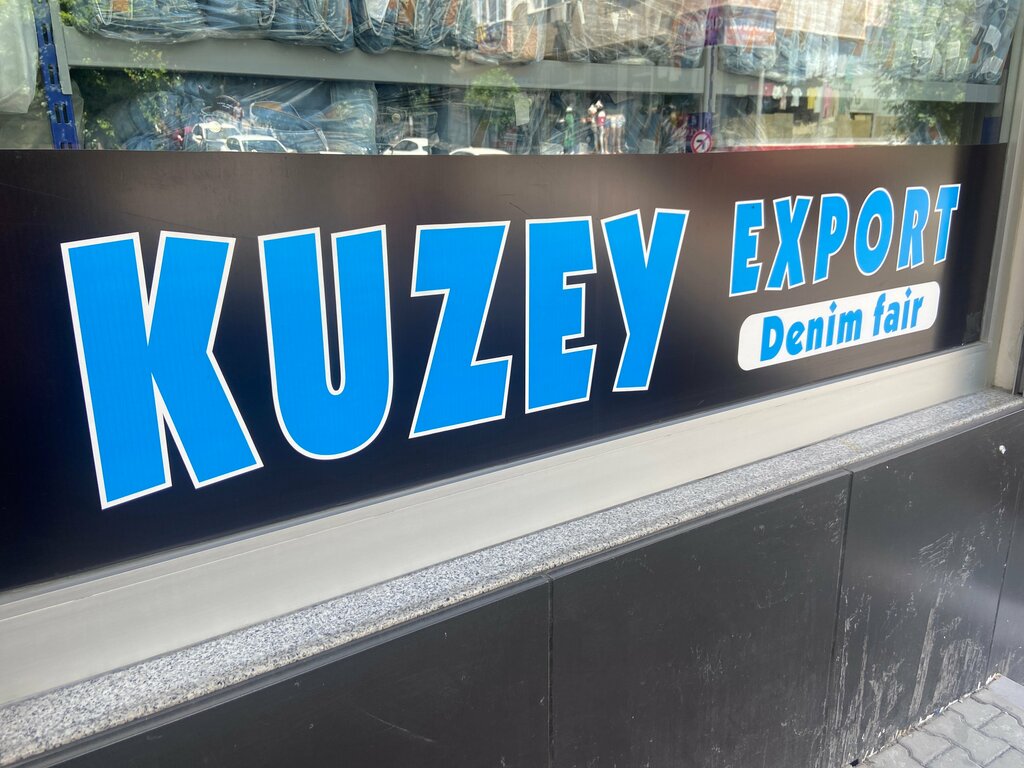 KUZEY
EXPORT
Denim fair